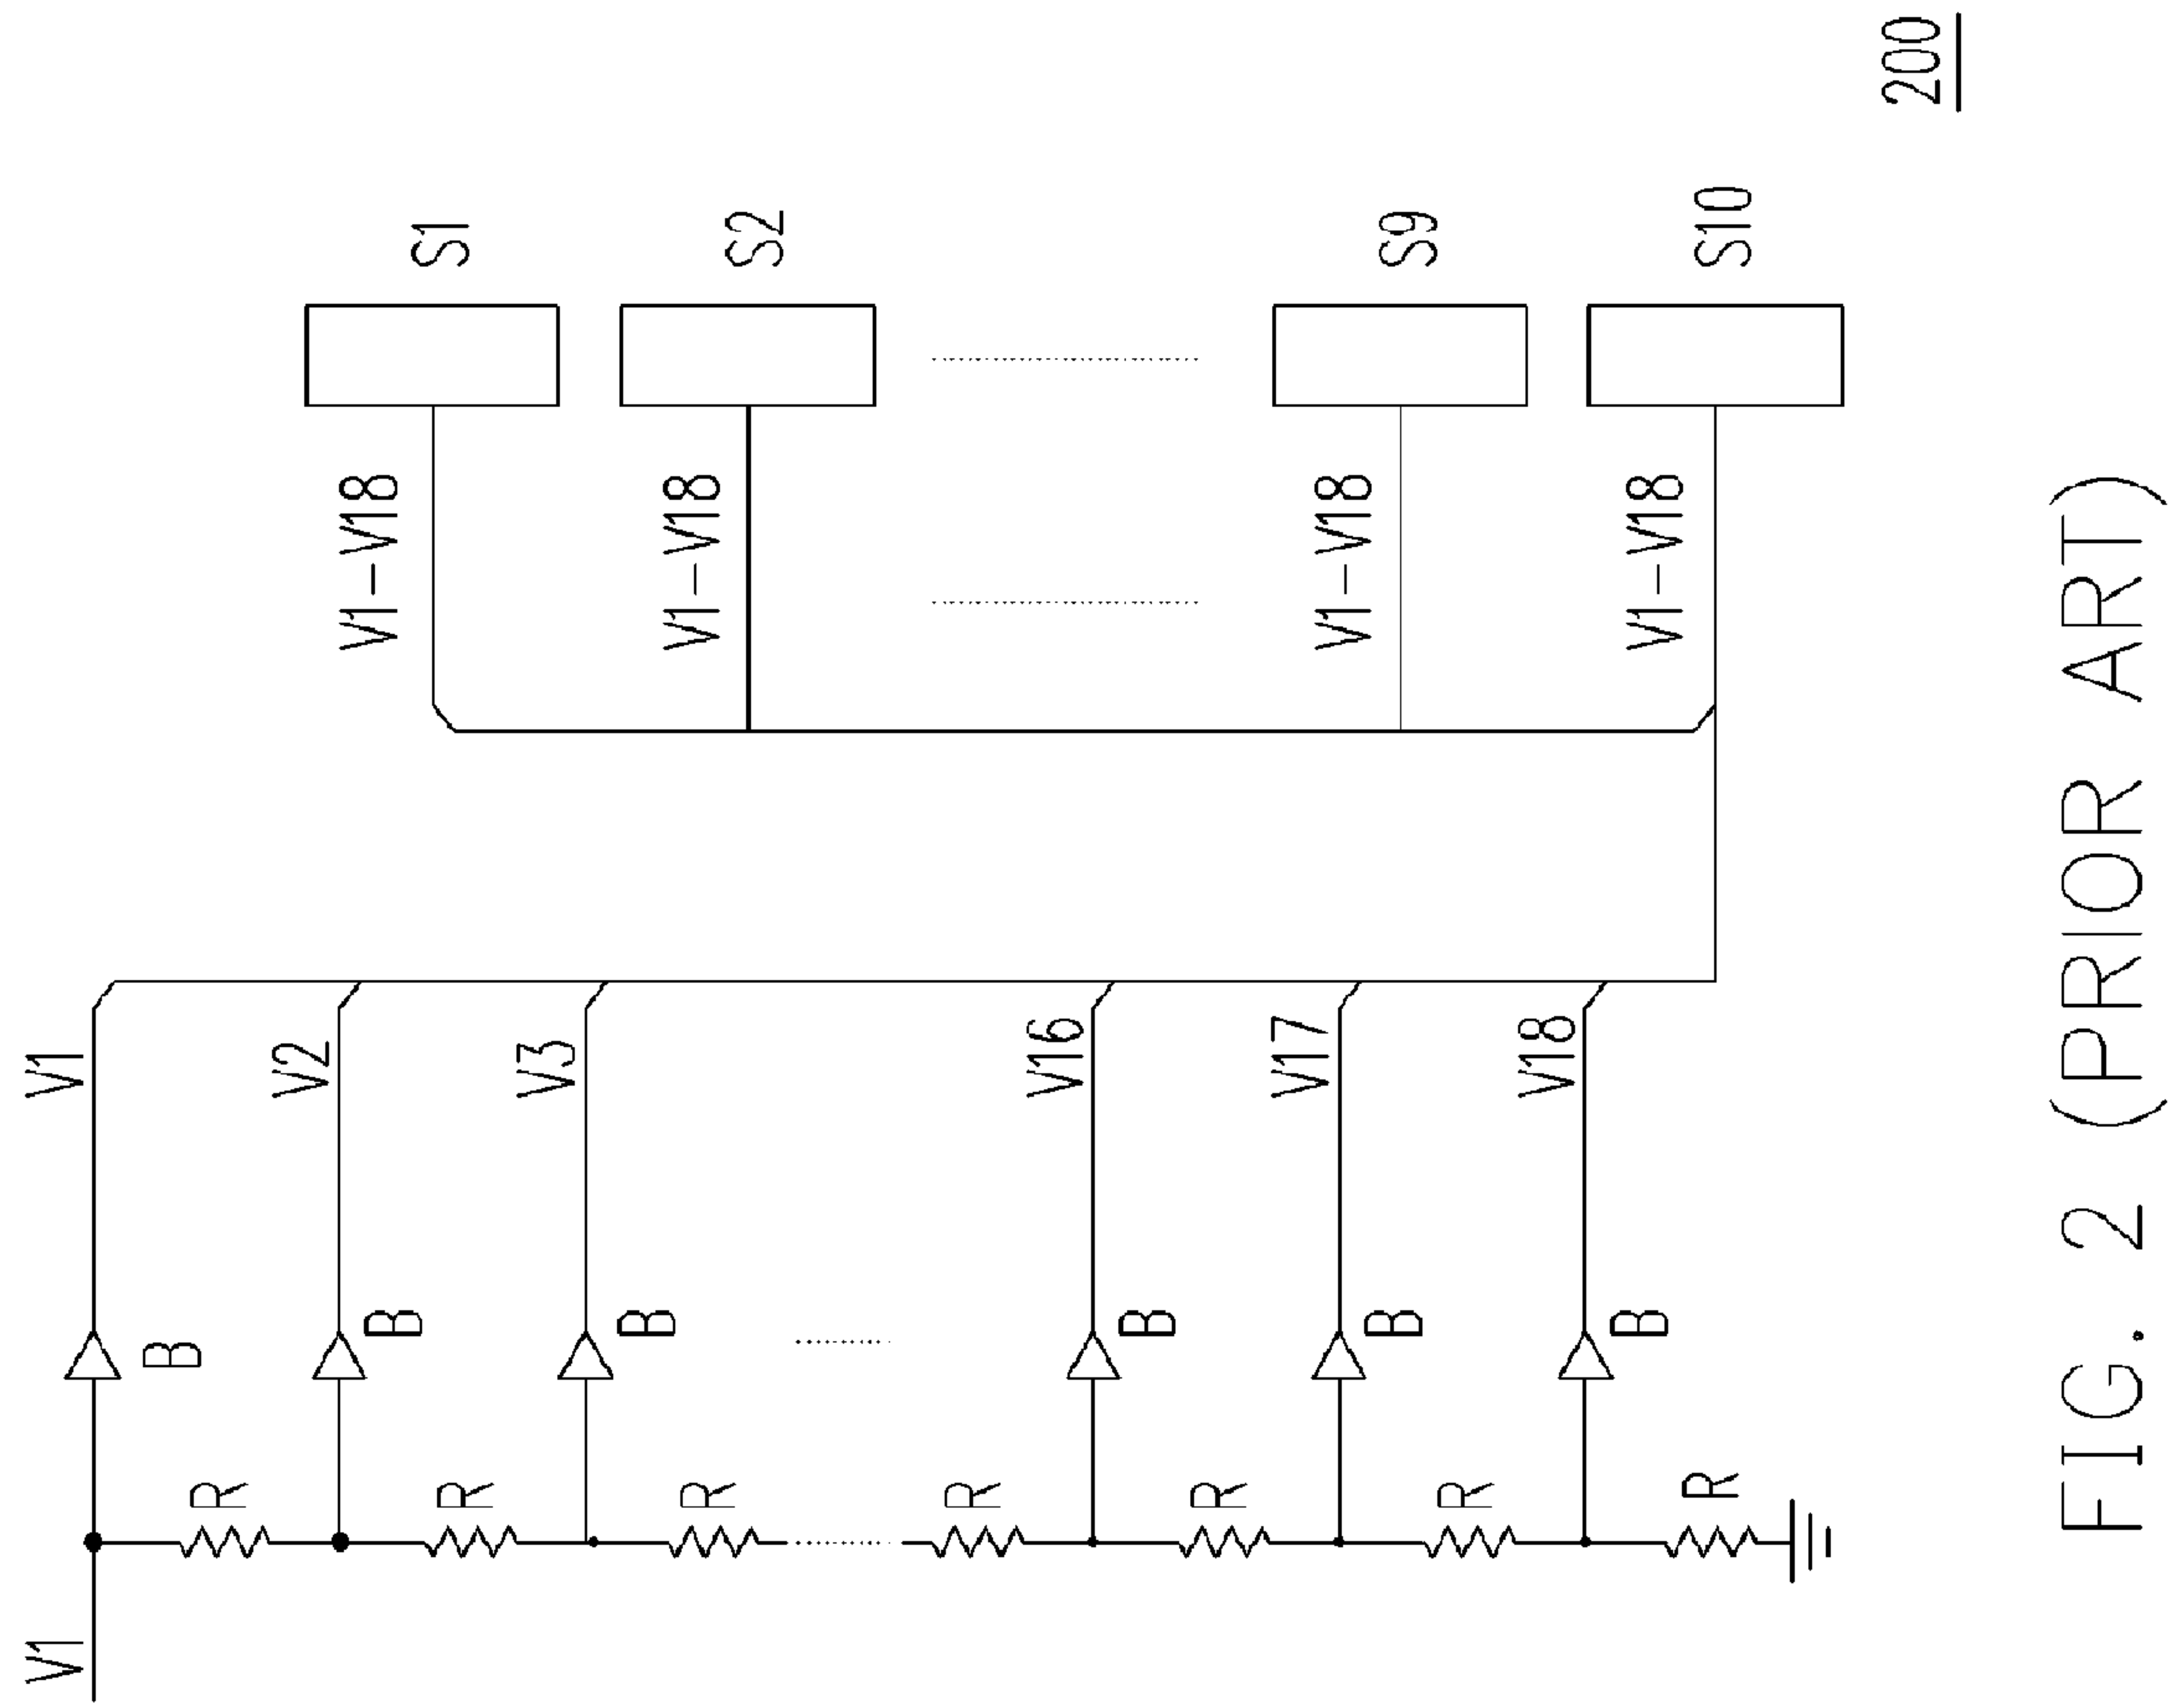 V1
V1
B
R
V2
B
R
V3
B
R
R
V16
B
R
V17
B
R
V18
B
R
V1-V18
S1
V1-V18
S2
V1-V18
S9
V1-V18
S10
200
FIG. 2 (PRIOR ART)